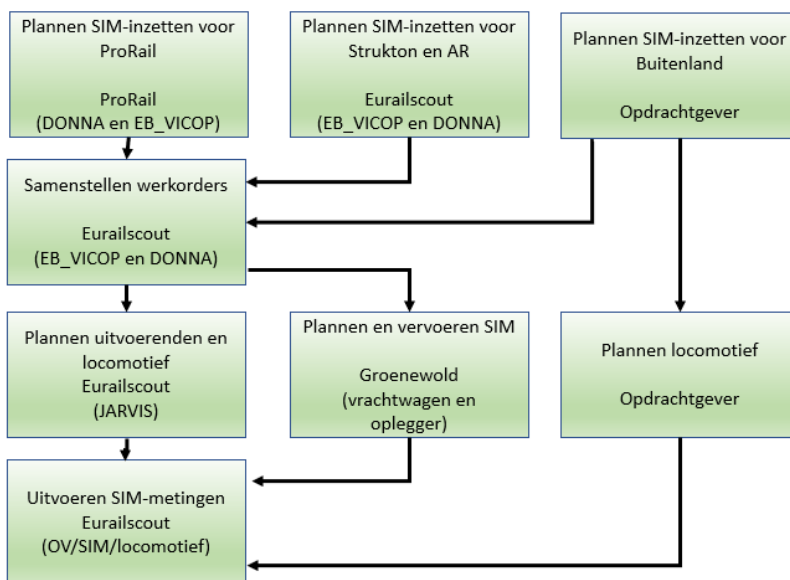 Plannen SIM-inzetten voor
ProRail
ProRail
(DONNA en EB_VICOP)
Plannen SIM-inzetten voor
Strukton en AR
Eurailscout
(EB_VICOP en DONNA)
Plannen SIM-inzetten voor
Buitenland
Opdrachtgever
Samenstellen werkorders
Eurailscout
(EB_VICOP en DONNA)
Plannen uitvoerenden en
locomotief
Eurailscout
(JARVIS)
Plannen en vervoeren SIM
Groenewold
(vrachtwagen en
oplegger)
Plannen locomotief
Opdrachtgever
Uitvoeren SIM-metingen
Eurailscout
(OV/SIM/locomotief)